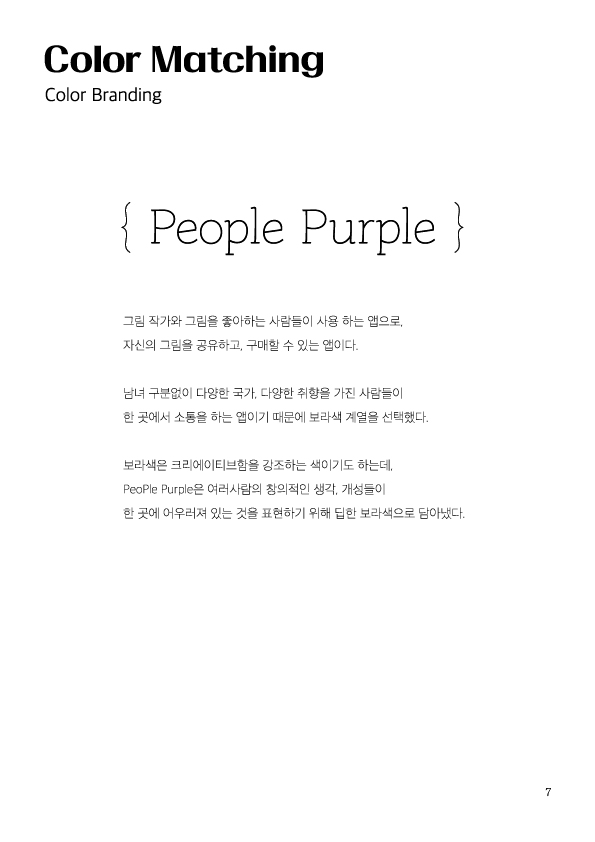 Color Matching
Color Branding
{ People Purple }
그림 작가와 그림을 좋아하는 사람들이 사용 하는 앱으로,
자신의 그림을 공유하고, 구매할 수 있는 앱이다.
남녀 구분없이 다양한 국가, 다양한 취향을 가진 사람들이
한 곳에서 소통을 하는 앱이기 때문에 보라색 계열을 선택했다.
보라색은 크리에이티브함을 강조하는 색이기도 하는데,
PeoPle Purple은 여러사람의 창의적인 생각, 개성들이
한 곳에 어우러져 있는 것을 표현하기 위해 딥한 보라색으로 담아냈다.
7